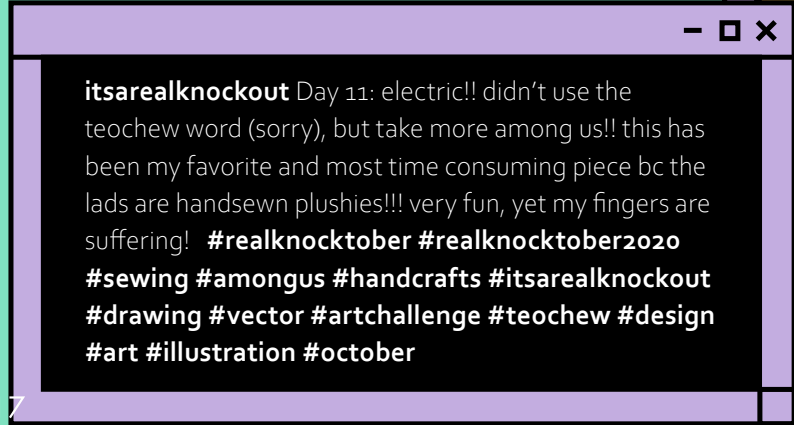 itsarealknockout Day 11: electric!! didn’t use the
teochew word (sorry), but take more among us!! this has
been my favorite and most time consuming piece bc the
lads are handsewn plushies!!! very fun, yet my fingers are
suffering! #realknocktober #realknocktober2020
#sewing #amongus #handcrafts #itsarealknockout
#drawing #vector #artchallenge #teochew #design
#art #illustration #october
7